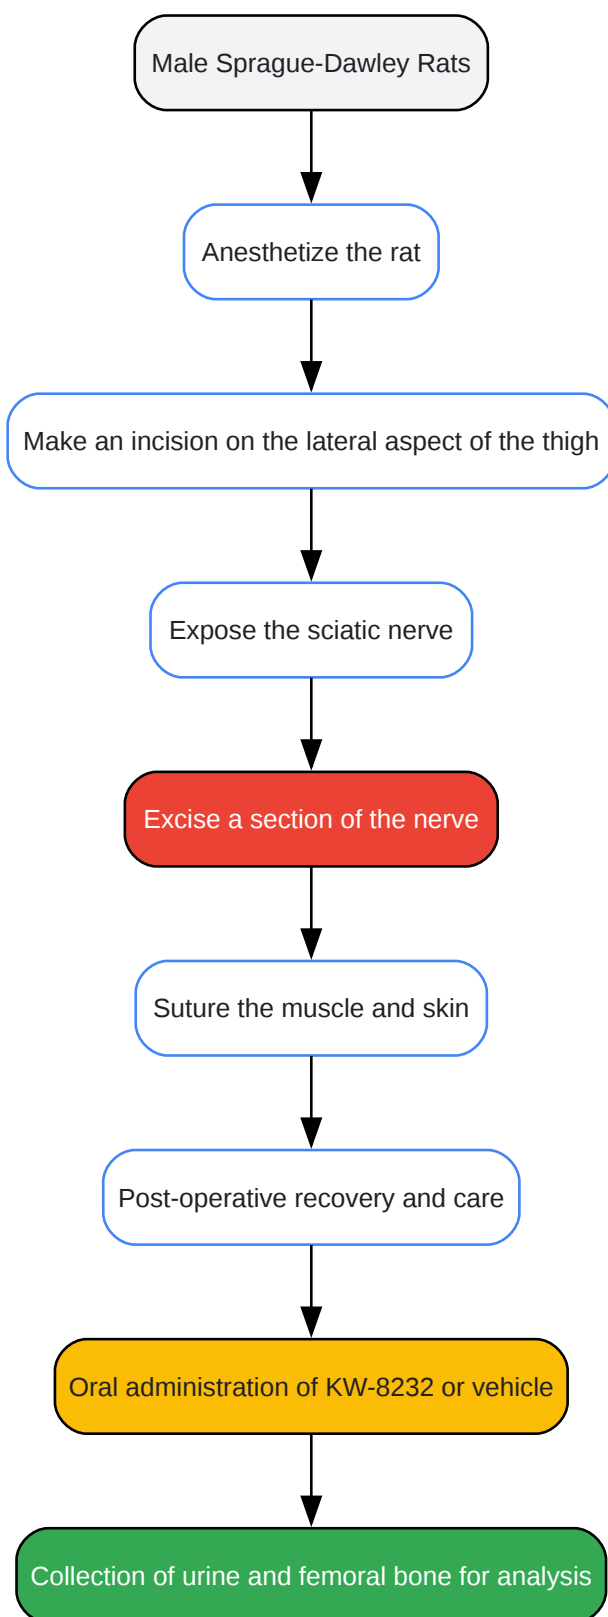 Male Sprague-Dawley Rats
Anesthetize the rat
Make an incision on the lateral aspect of the thigh
Expose the sciatic nerve
Excise a section of the nerve
Suture the muscle and skin
Post-operative recovery and care
Oral administration of KW-8232 or vehicle
Collection of urine and femoral bone for analysis